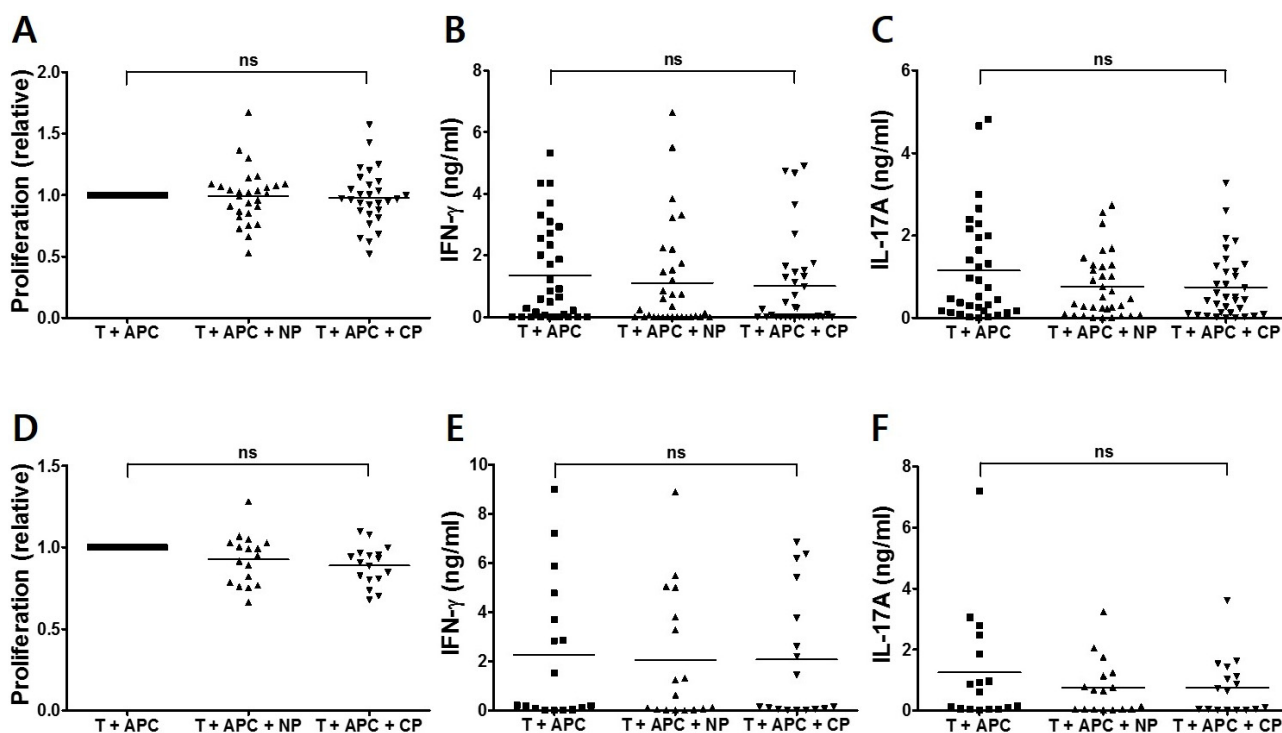 A
Proliferation (relative)
2.0
1.5
1.0
0.5
0.0
ns
T + APC
T + APC + NP
T + APC + CP
B
IFN-γ (ng/ml)
8
6
4
2
0
ns
T + APC
T + APC + NP
T + APC + CP
C
IL-17A (ng/ml)
6
4
2
0
ns
T + APC
T + APC + NP
T + APC + CP
D
Proliferation (relative)
1.5
1.0
0.5
0.0
ns
T + APC
T + APC + NP
T + APC + CP
E
IFN-γ (ng/ml)
10
8
6
4
2
0
ns
T + APC
T + APC + NP
T + APC + CP
F
IL-17A (ng/ml)
8
6
4
2
0
ns
T + APC
T + APC + NP
T + APC + CP